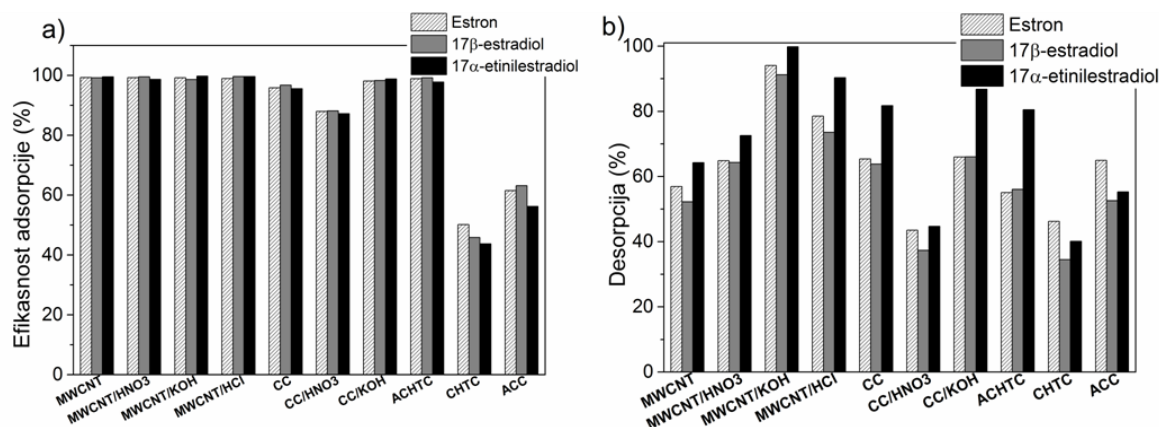 a)
Estron
17β-estradiol
17α-etinilestradiol
Efikasnost adsorpcije (%)
100
80
60
40
20
0
MWCNT
MWCNT/HNO3
MWCNT/KOH
MWCNT/HCl
CC
CC/HNO3
CC/KOH
ACHTC
CHTC
ACC
b)
Estron
17β-estradiol
17α-etinilestradiol
Desorpcija (%)
100
80
60
40
20
0
MWCNT
MWCNT/HNO3
MWCNT/KOH
MWCNT/HCl
CC
CC/HNO3
CC/KOH
ACHTC
CHTC
ACC